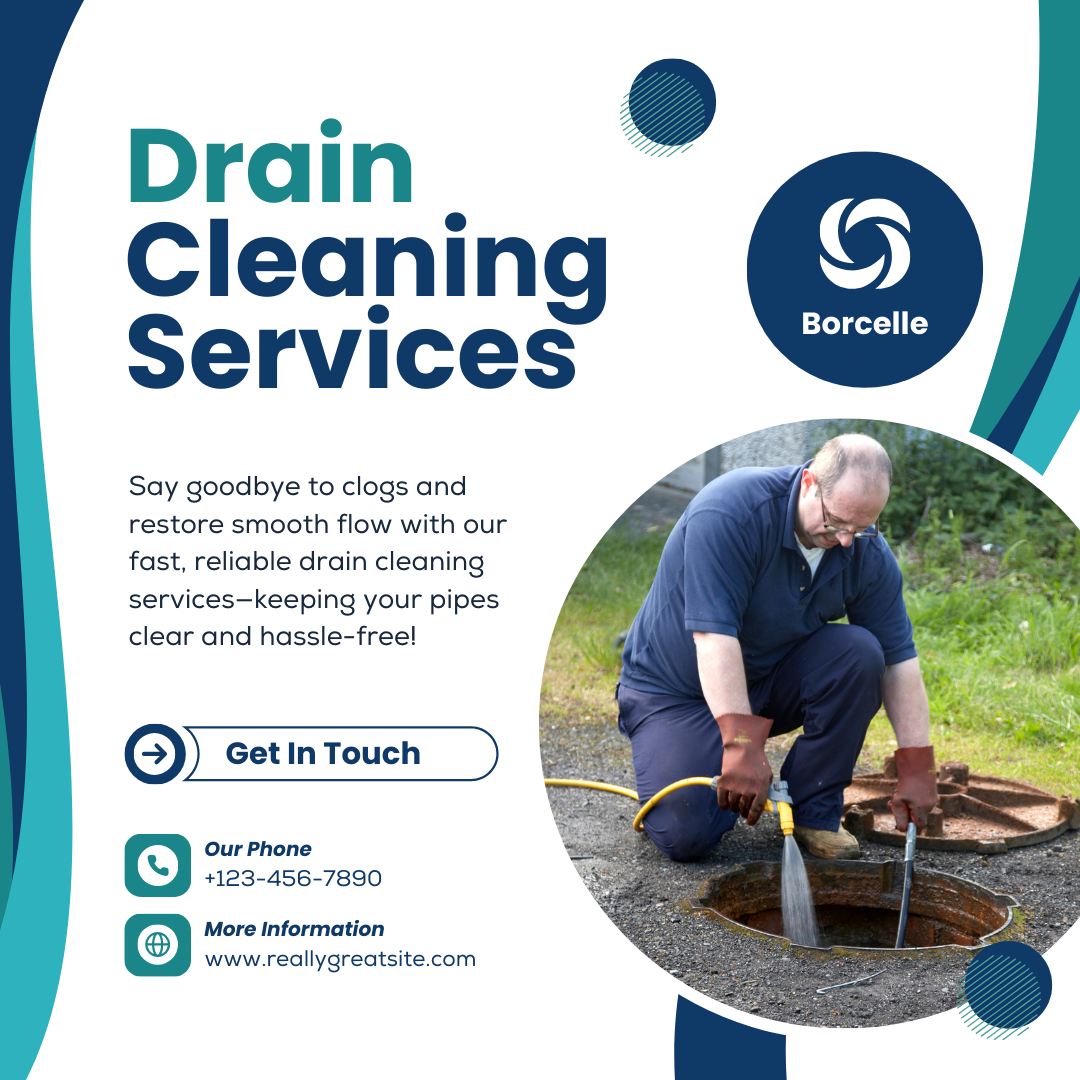 Drain
Cleaning
Services
Borcelle
Say goodbye to clogs and
restore smooth flow with our
fast, reliable drain cleaning
services—keeping your pipes
clear and hassle-free!
Get In Touch
Our Phone
+123-456-7890
More Information
www.reallygreatsite.com